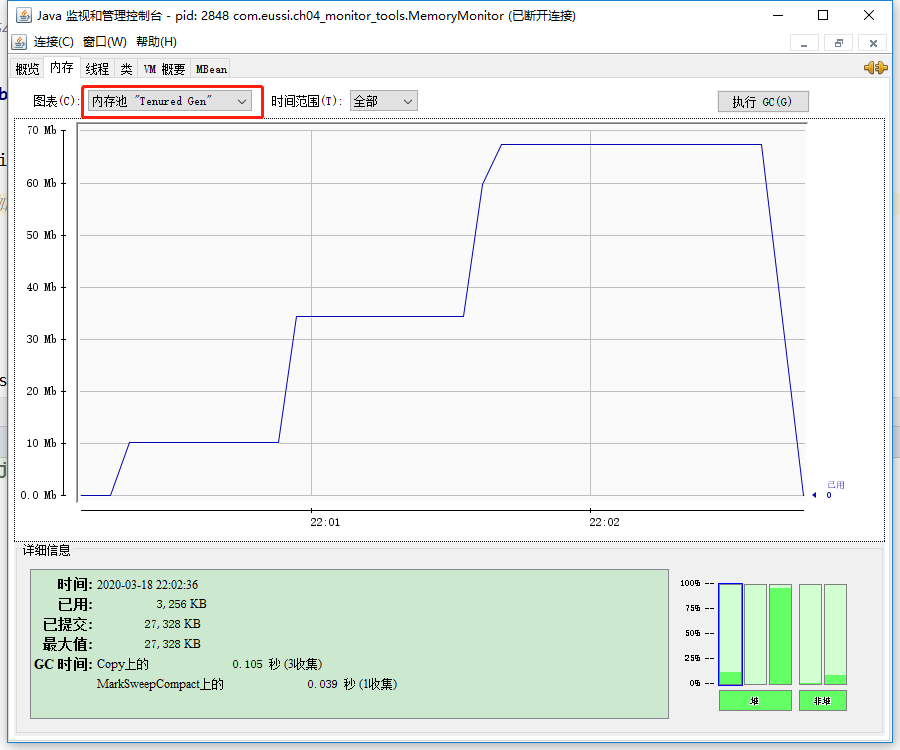 Java 监视和管理控制台 - pid: 2848 com.eussi.ch04_monitor_tools.MemoryMonitor (已断开连接)
连接(C) 窗口(W) 帮助(H)
概览 内存 线程 类 VM 概要 MBean
图表(C): 内存池 "Tenured Gen" 时间范围(T): 全部 执行 GC(G)
70 Mb
60 Mb
50 Mb
40 Mb
30 Mb
20 Mb
10 Mb
0.0 Mb
已用
0
22:01 22:02
详细信息
时间: 2020-03-18 22:02:36
已用: 3,256 KB
已提交: 27,328 KB
最大值: 27,328 KB
GC 时间: Copy上的 0.105 秒 (3收集)
MarkSweepCompact上的 0.039 秒 (1收集)
100% --
75% --
50% --
25% --
0% --
堆 非堆